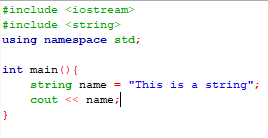 #include <iostream>
#include <string>
using namespace std;
int main(){
string name = "This is a string";
cout << name;
}